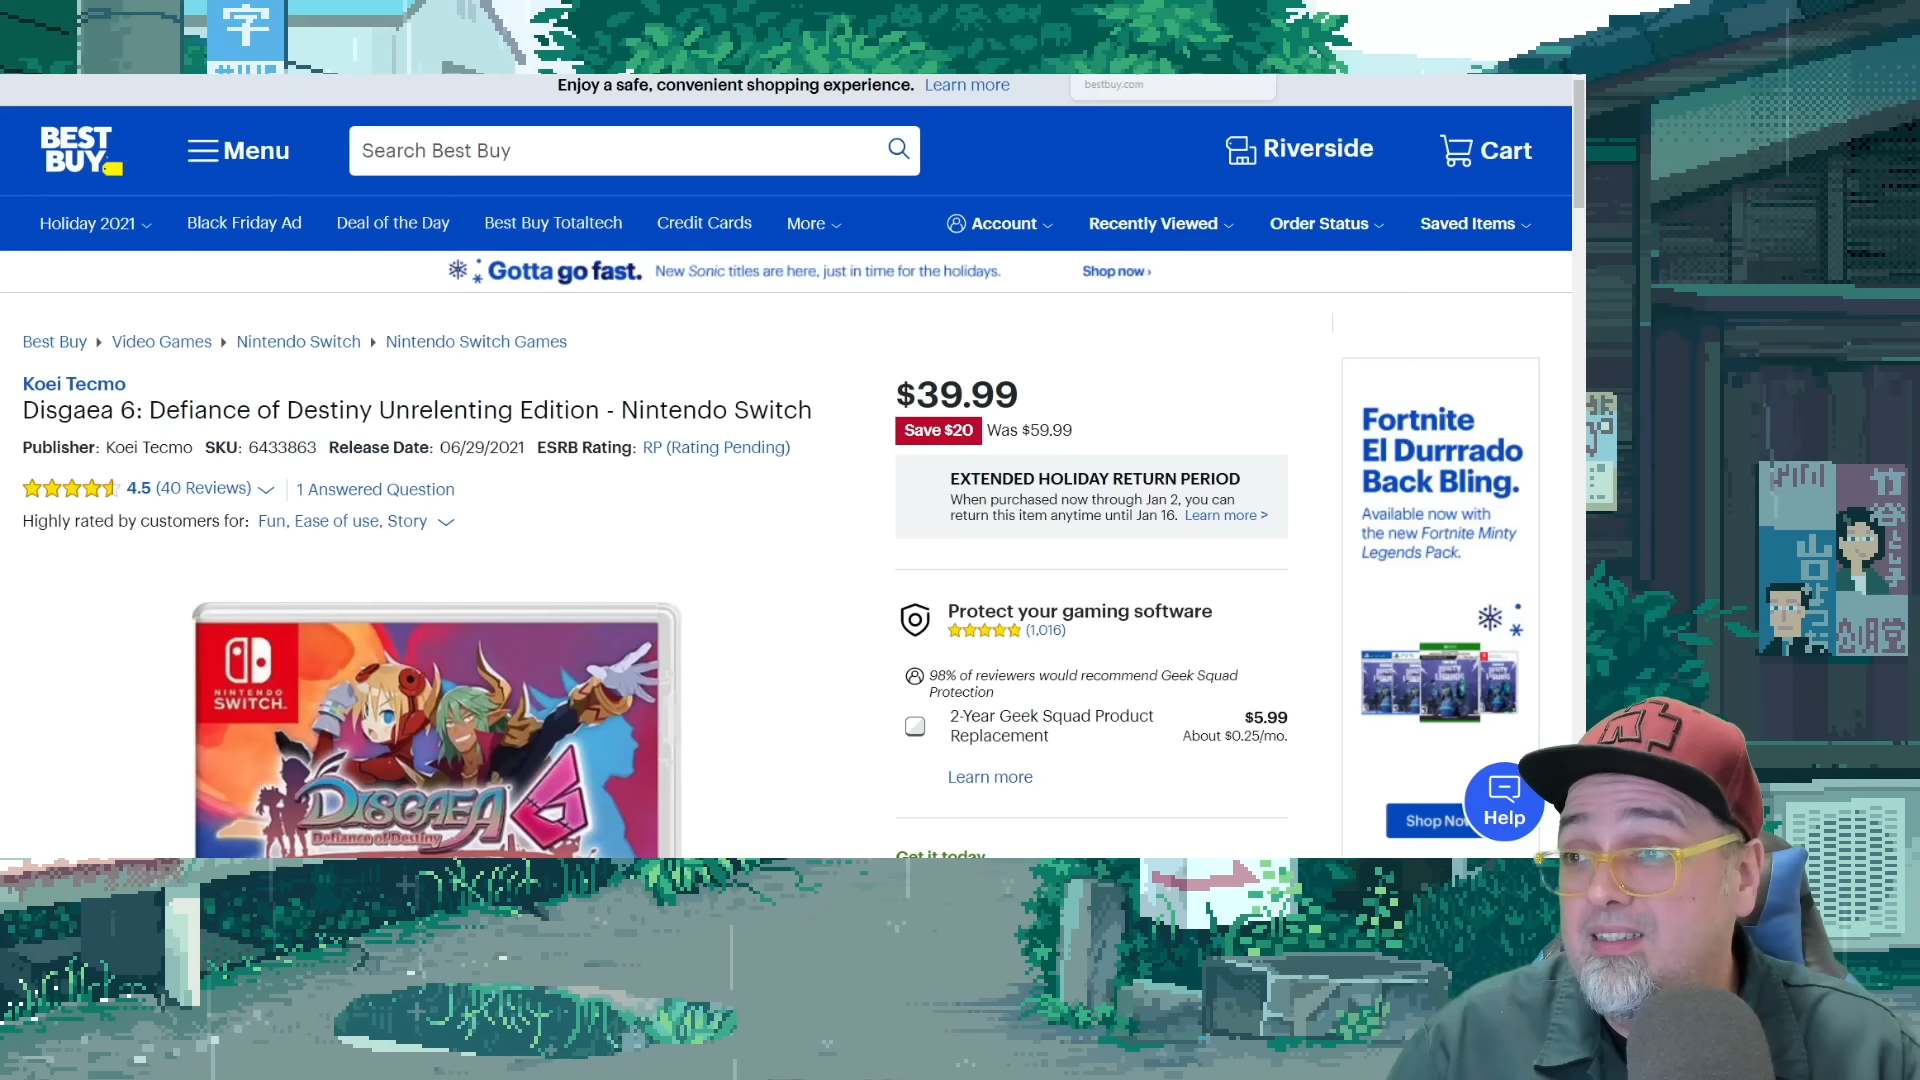 字
Enjoy a safe, convenient shopping experience. Learn more
bestbuy.com
BEST
BUY
Menu
Search Best Buy
Riverside
Cart
Holiday 2021
Black Friday Ad
Deal of the Day
Best Buy Totaltech
Credit Cards
More
Account
Recently Viewed
Order Status
Saved Items
Gotta go fast. New Sonic titles are here, just in time for the holidays. Shop now ›
Best Buy
Video Games
Nintendo Switch
Nintendo Switch Games
Koei Tecmo
Disgaea 6: Defiance of Destiny Unrelenting Edition - Nintendo Switch
Publisher: Koei Tecmo SKU: 6433863 Release Date: 06/29/2021 ESRB Rating: RP (Rating Pending)
4.5 (40 Reviews) 1 Answered Question
Highly rated by customers for: Fun, Ease of use, Story
NINTENDO
SWITCH
DISGAEA 6
Defiance of Destiny
$39.99
Save $20 Was $59.99
EXTENDED HOLIDAY RETURN PERIOD
When purchased now through Jan 2, you can
return this item anytime until Jan 16. Learn more >
Protect your gaming software
(1,016)
98% of reviewers would recommend Geek Squad
Protection
2-Year Geek Squad Product
Replacement
$5.99
About $0.25/mo.
Learn more
Get it today
Fortnite
El Durrrado
Back Bling.
Available now with
the new Fortnite Minty
Legends Pack.
Shop Now
Help